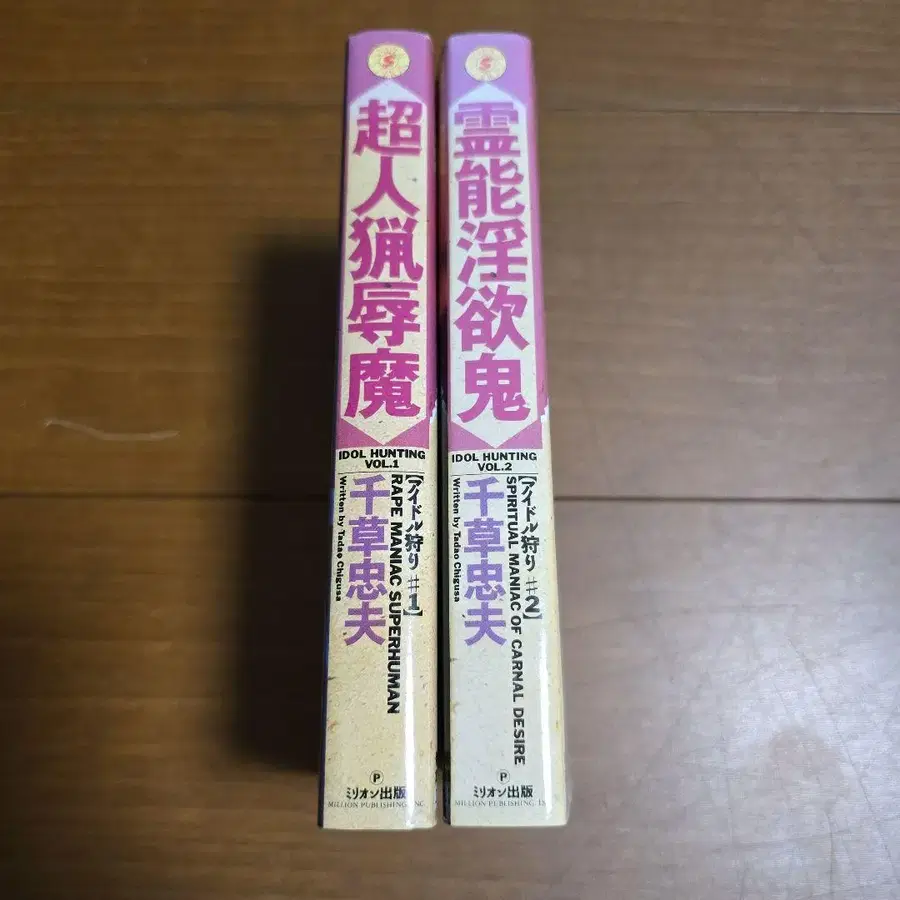 S
超人猟辱魔
IDOL HUNTING
VOL.1
【アイドル狩り #1】
RAPE MANIAC SUPERHUMAN
千草忠夫
Written by Tadao Chigusa
P
ミリオン出版
MILLION PUBLISHING, INC.
S
霊能淫欲鬼
IDOL HUNTING
VOL.2
【アイドル狩り #2】
SPIRITUAL MANIAC OF CARNAL DESIRE
千草忠夫
Written by Tadao Chigusa
P
ミリオン出版
MILLION PUBLISHING,